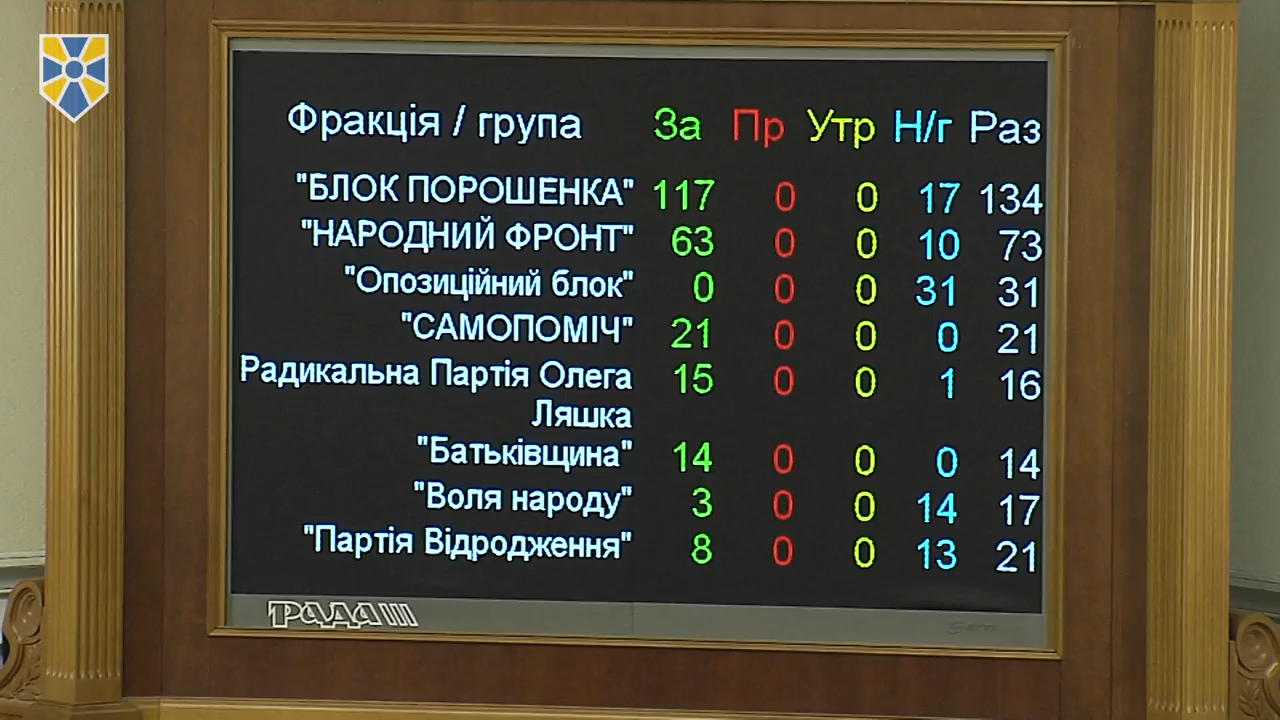 Фракція / група За Пр Утр Н/г Раз
"БЛОК ПОРОШЕНКА" 117 0 0 17 134
"НАРОДНИЙ ФРОНТ" 63 0 0 10 73
"Опозиційний блок" 0 0 0 31 31
"САМОПОМІЧ" 21 0 0 0 21
Радикальна Партія Олега 15 0 0 1 16
Ляшка
"Батьківщина" 14 0 0 0 14
"Воля народу" 3 0 0 14 17
"Партія Відродження" 8 0 0 13 21
РАДА III